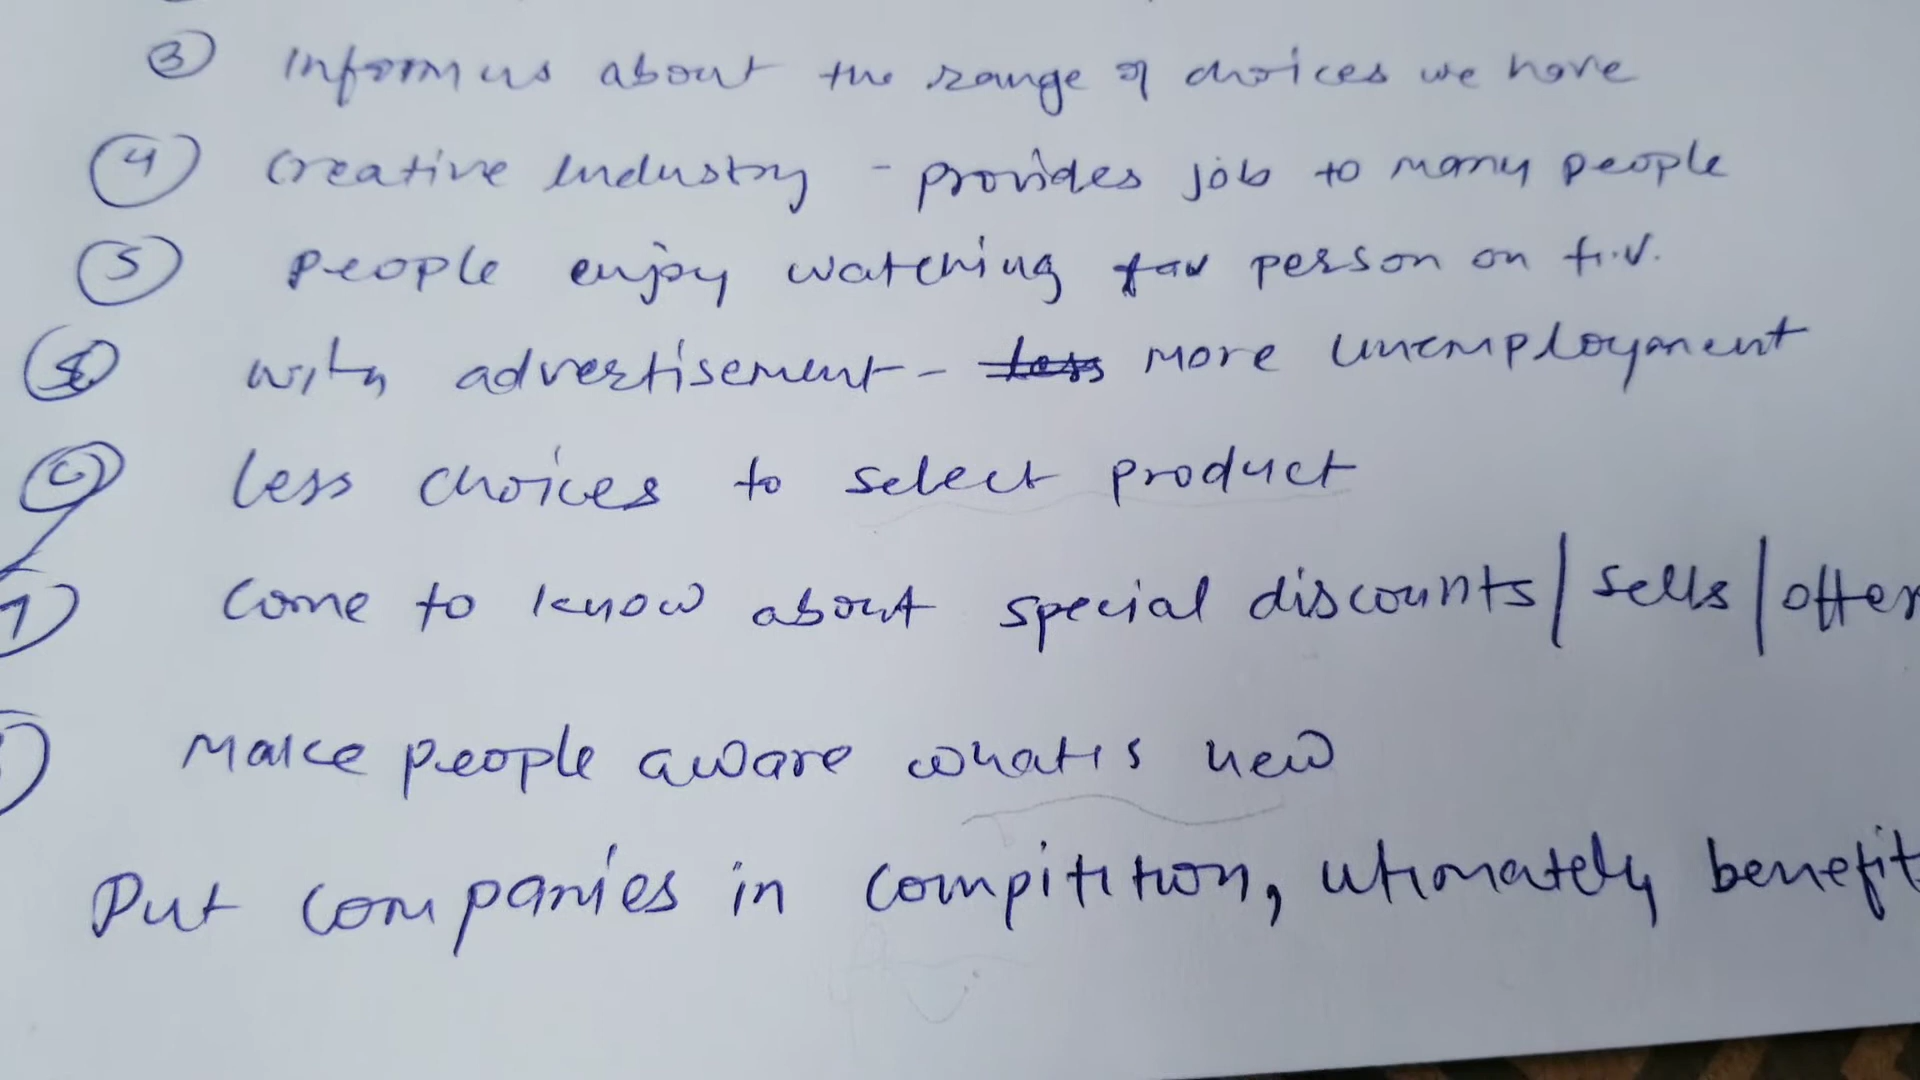 ③ Inform us about the range of choices we have
④ Creative Industry - provides job to many people
⑤ People enjoy watching fav person on t.v.
with advertisement - less more unemployment
⑥ Less choices to select product
⑦ Come to know about special discounts / sells / offer
Make people aware what is new
Put companies in compitition, utimately benefit